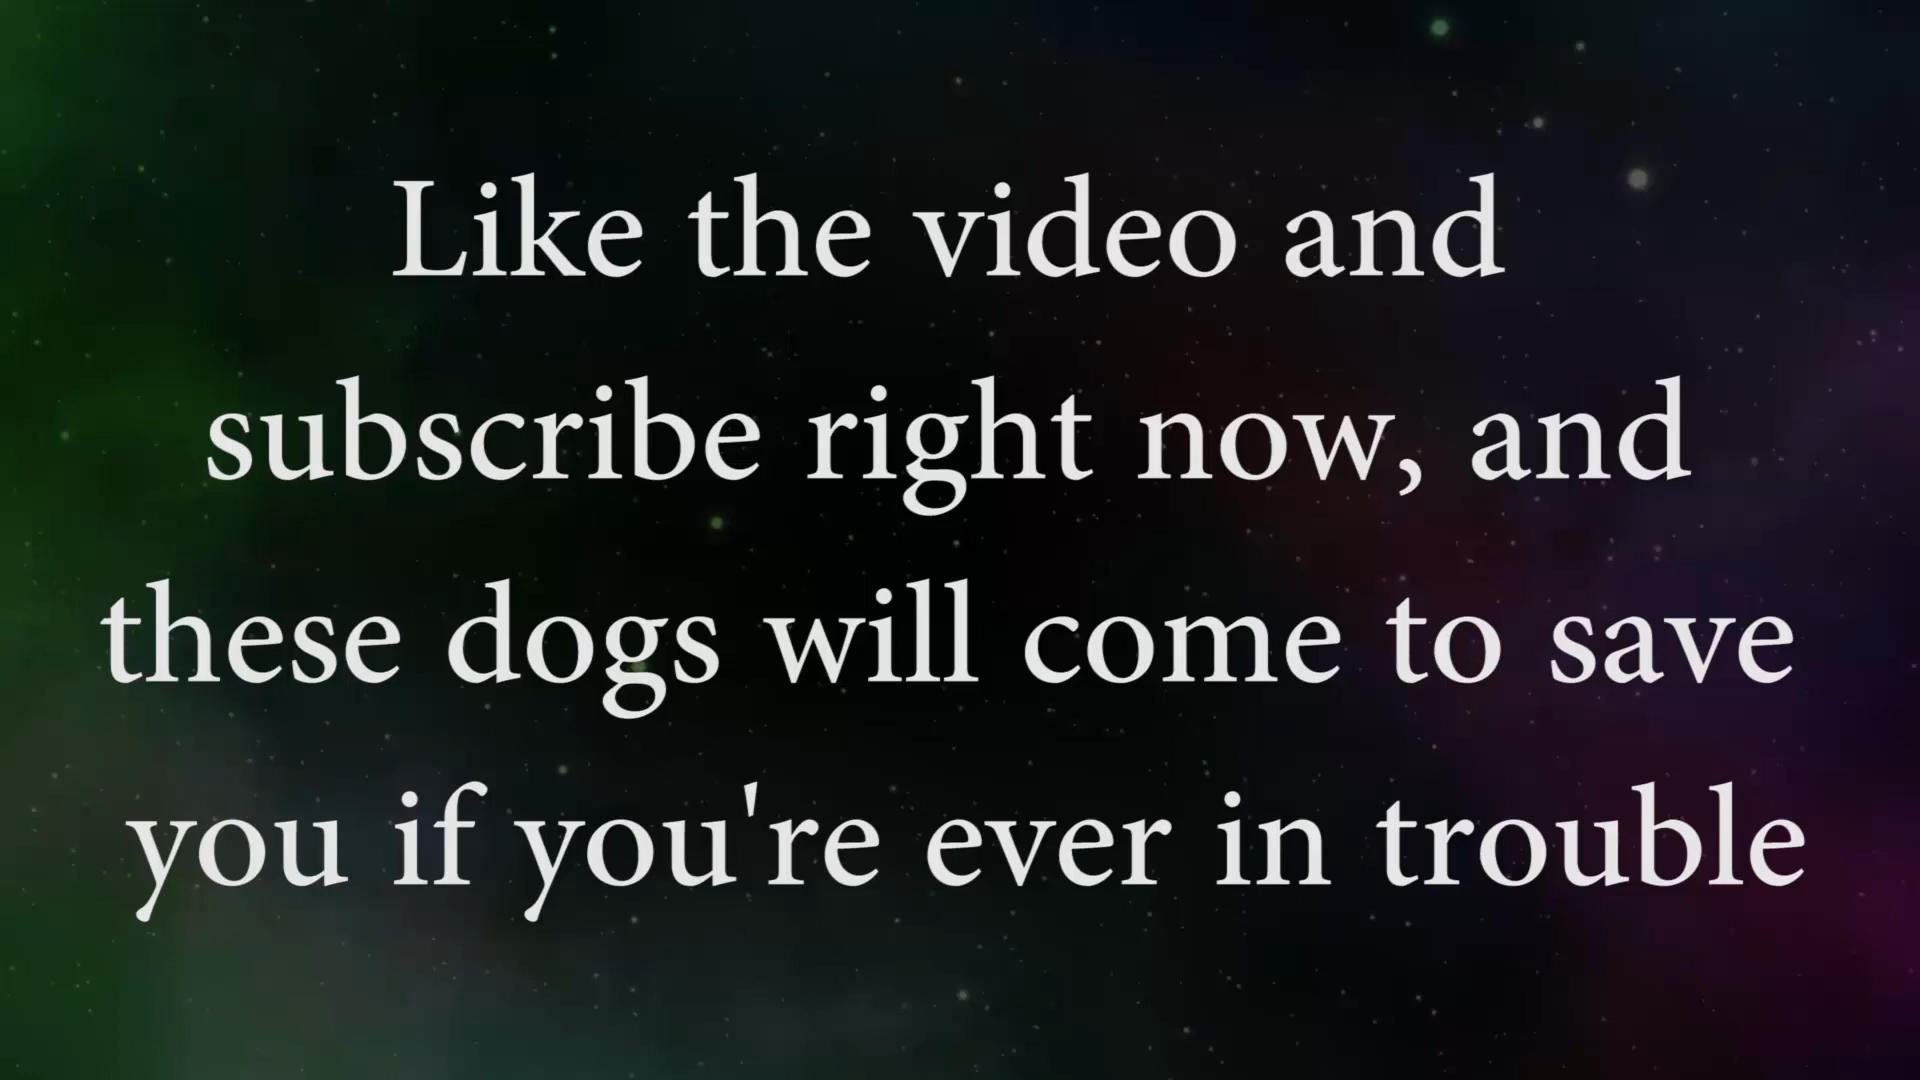 Like the video and
subscribe right now, and
these dogs will come to save
you if you're ever in trouble